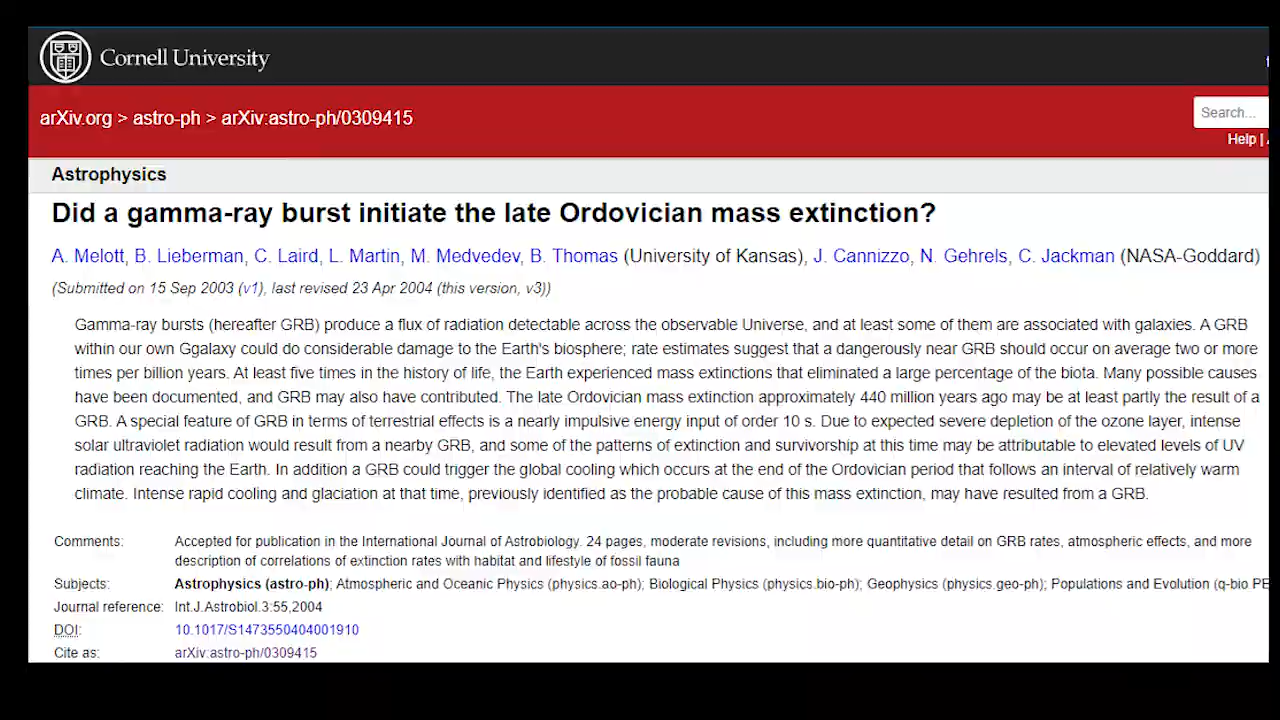 Cornell University
arXiv.org > astro-ph > arXiv:astro-ph/0309415
Search...
Help |
Astrophysics
Did a gamma-ray burst initiate the late Ordovician mass extinction?
A. Melott, B. Lieberman, C. Laird, L. Martin, M. Medvedev, B. Thomas (University of Kansas), J. Cannizzo, N. Gehrels, C. Jackman (NASA-Goddard)
(Submitted on 15 Sep 2003 (v1), last revised 23 Apr 2004 (this version, v3))
Gamma-ray bursts (hereafter GRB) produce a flux of radiation detectable across the observable Universe, and at least some of them are associated with galaxies. A GRB
within our own Ggalaxy could do considerable damage to the Earth's biosphere; rate estimates suggest that a dangerously near GRB should occur on average two or more
times per billion years. At least five times in the history of life, the Earth experienced mass extinctions that eliminated a large percentage of the biota. Many possible causes
have been documented, and GRB may also have contributed. The late Ordovician mass extinction approximately 440 million years ago may be at least partly the result of a
GRB. A special feature of GRB in terms of terrestrial effects is a nearly impulsive energy input of order 10 s. Due to expected severe depletion of the ozone layer, intense
solar ultraviolet radiation would result from a nearby GRB, and some of the patterns of extinction and survivorship at this time may be attributable to elevated levels of UV
radiation reaching the Earth. In addition a GRB could trigger the global cooling which occurs at the end of the Ordovician period that follows an interval of relatively warm
climate. Intense rapid cooling and glaciation at that time, previously identified as the probable cause of this mass extinction, may have resulted from a GRB.
Comments: Accepted for publication in the International Journal of Astrobiology. 24 pages, moderate revisions, including more quantitative detail on GRB rates, atmospheric effects, and more
description of correlations of extinction rates with habitat and lifestyle of fossil fauna
Subjects: Astrophysics (astro-ph); Atmospheric and Oceanic Physics (physics.ao-ph); Biological Physics (physics.bio-ph); Geophysics (physics.geo-ph); Populations and Evolution (q-bio.PE
Journal reference: Int.J.Astrobiol.3:55,2004
DOI: 10.1017/S1473550404001910
Cite as: arXiv:astro-ph/0309415